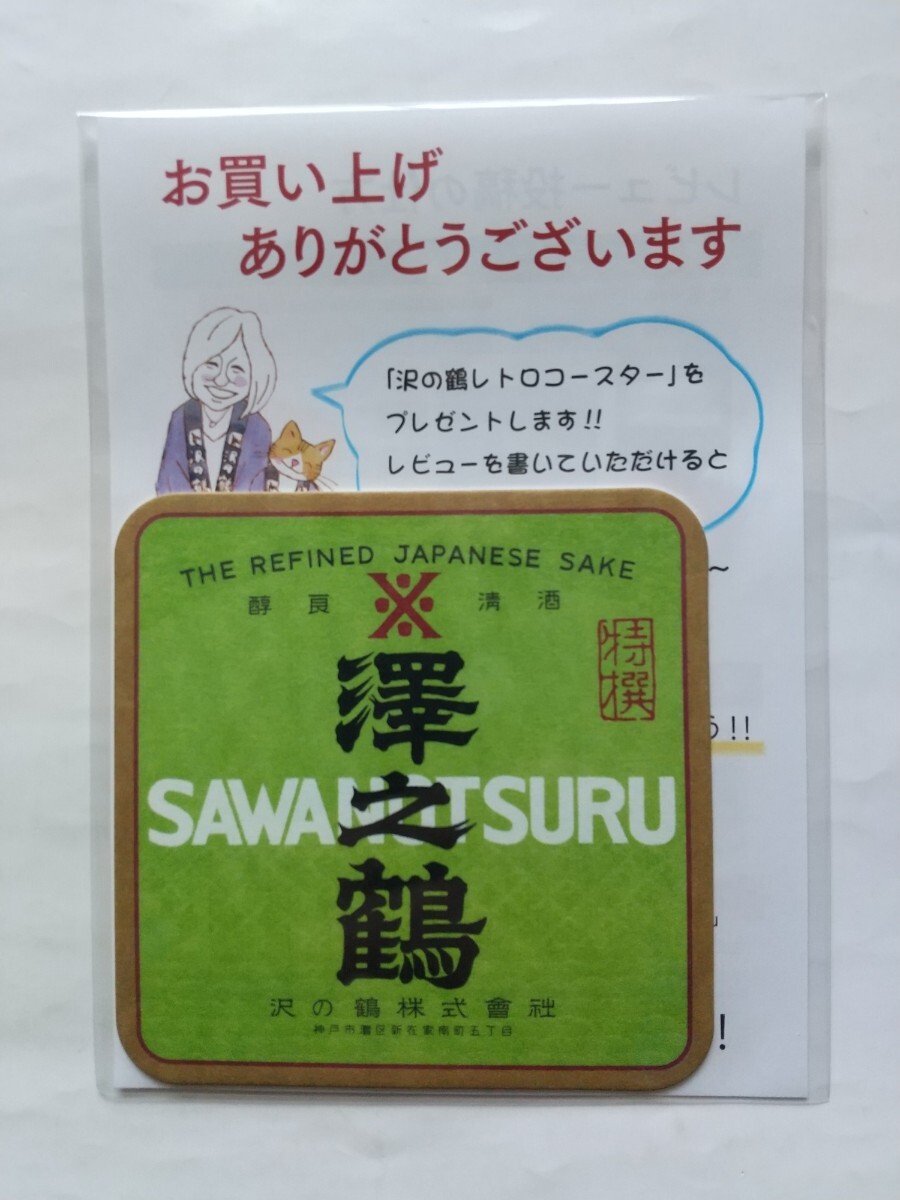 お買い上げ
ありがとうございます
「沢の鶴レトロコースター」を
プレゼントします!!
レビューを書いていただけると
〜
う!!
」
!
THE REFINED JAPANESE SAKE
醇良 清酒
特撰
澤之鶴
SAWANOTSURU
沢の鶴株式會社
神戸市灘区新在家南町五丁目